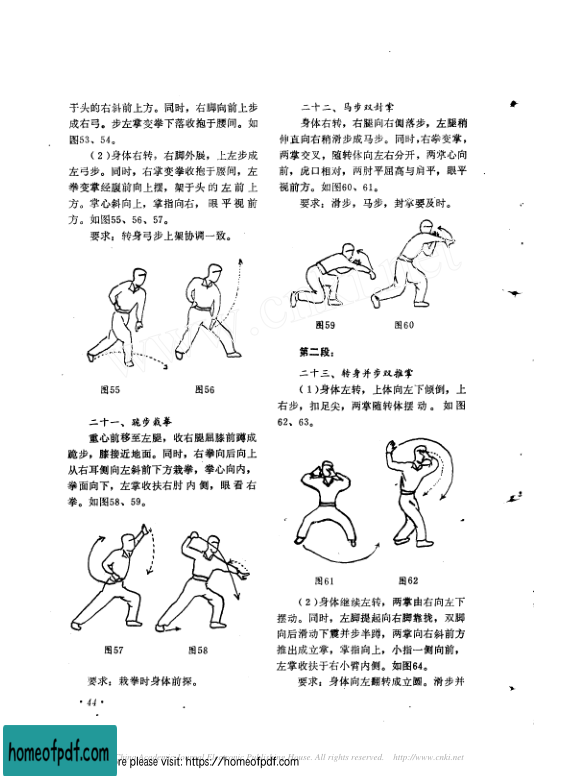 于头的右斜前上方。同时，右脚向前上步
成右弓。步左掌变拳下落收抱于腰间。如
图53、54。
（2）身体右转，右脚外展，上左步成
左弓步。同时，右掌变拳收抱于腰间，左
拳变掌经腹前向上摆，架于头的左前上
方。掌心斜向上，掌指向右，眼平视前
方。如图55、56、57。
要求：转身弓步上架协调一致。
图55
图56
二十一、跪步栽拳
重心前移至左腿，收右腿屈膝前蹲成
跪步，膝接近地面。同时，右拳向后向上
从右耳侧向左斜前下方栽拳，拳心向内，
拳面向下，左掌收扶右肘内侧，眼看右
拳。如图58、59。
图57
图58
要求：栽拳时身体前探。
·44·
二十二、马步双封掌
身体右转，右腿向右侧落步，左腿稍
伸直向右稍滑步成马步。同时，右拳变掌，
两掌交叉，随转体向左右分开，两掌心向
前，虎口相对，两肘平屈高与肩平，眼平
视前方。如图60、61。
要求：滑步，马步，封掌要及时。
图59
图60
第二段：
二十三、转身并步双推掌
（1）身体左转，上体向左下倾倒，上
右步，扣足尖，两掌随转体摆动。如图
62、63。
图61
图62
（2）身体继续左转，两掌由右向左下
摆动。同时，左脚提起向右脚靠拢，双脚
向后滑动下震并步半蹲，两掌向右斜前方
推出成立掌，掌指向上，小指一侧向前，
左掌收扶于右小臂内侧。如图64。
要求：身体向左翻转成立圆。滑步并
www.cnki.net
House. All rights reserved. http://www.cnki.net
homeofpdf.com
re please visit: https://homeofpdf.com